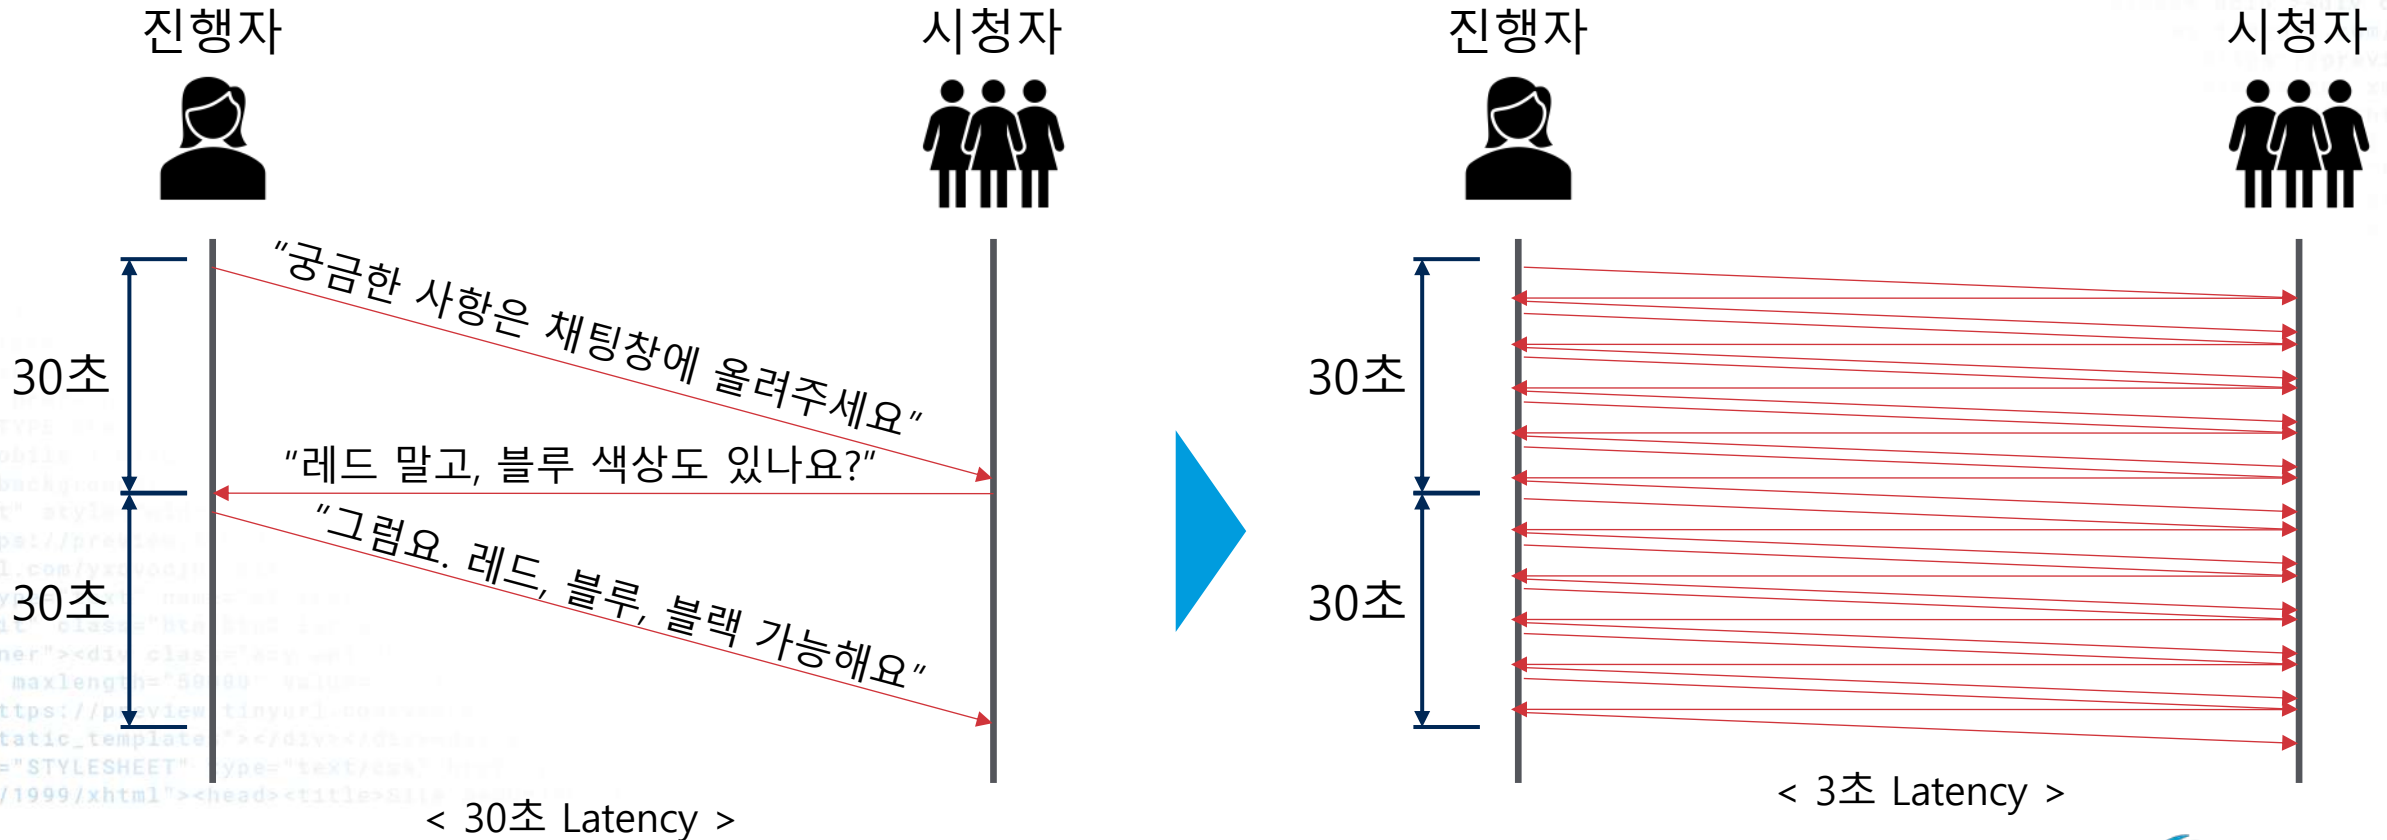 진행자
시청자
"궁금한 사항은 채팅창에 올려주세요"
30초
"레드 말고, 블루 색상도 있나요?"
"그럼요. 레드, 블루, 블랙 가능해요"
30초
< 30초 Latency >
진행자
시청자
30초
30초
< 3초 Latency >